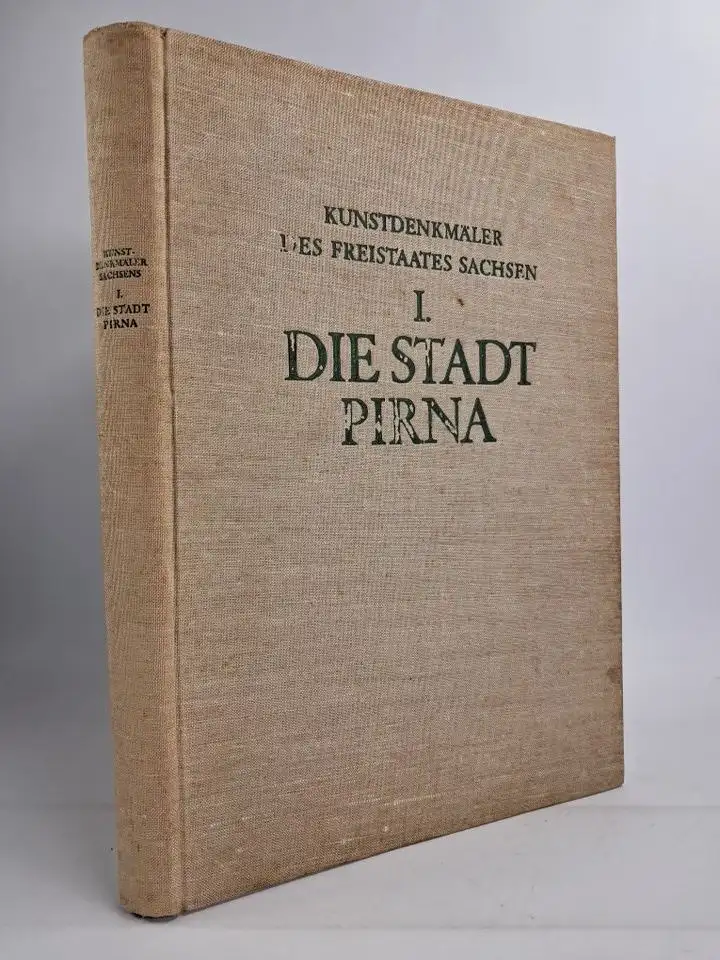 KUNST-
DENKMÄLER
SACHSENS
I.
DIE STADT
PIRNA
KUNSTDENKMÄLER
DES FREISTAATES SACHSEN
I.
DIE STADT
PIRNA